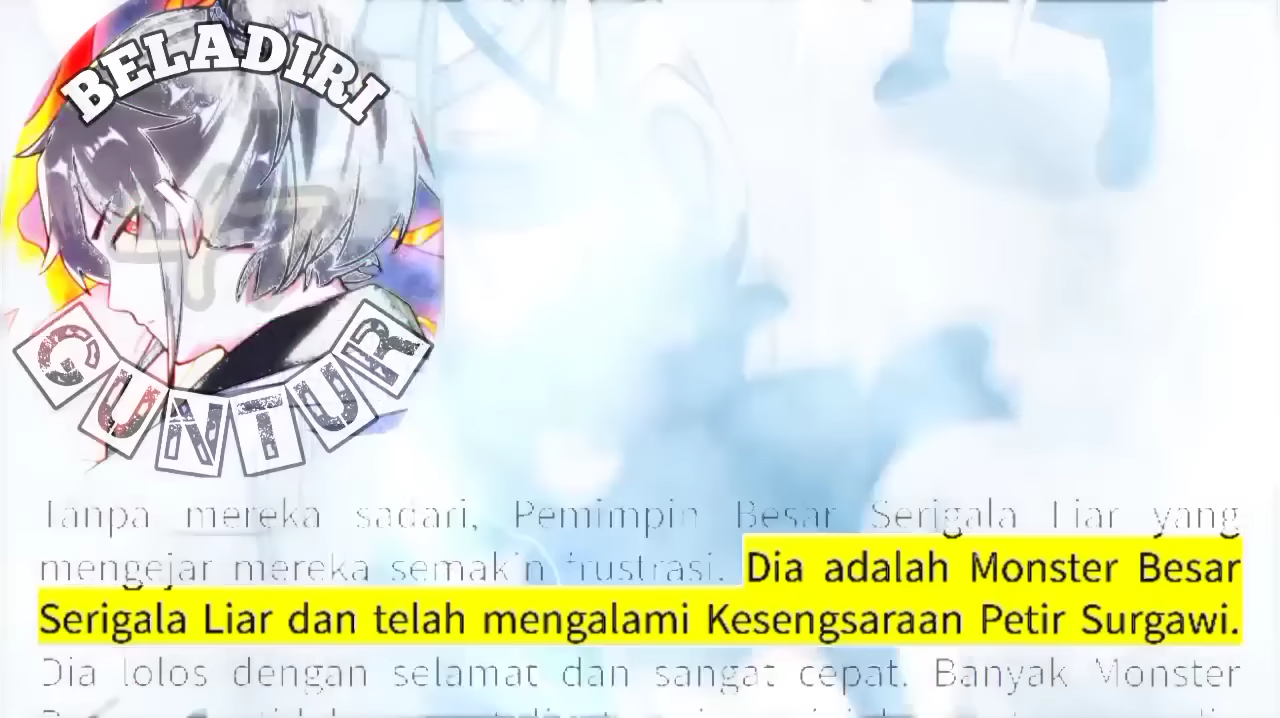 BELADIRI
GUNTUR
Tanpa mereka sadari, Pemimpin Besar Serigala Liar yang
mengejar mereka semakin frustrasi. Dia adalah Monster Besar
Serigala Liar dan telah mengalami Kesengsaraan Petir Surgawi.
Dia lolos dengan selamat dan sangat cepat. Banyak Monster